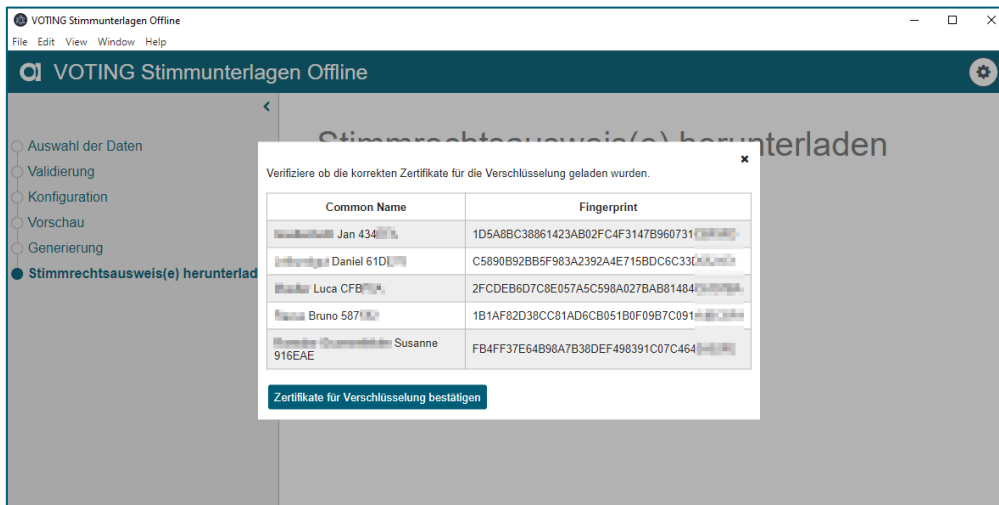 VOTING Stimmunterlagen Offline
File Edit View Window Help
VOTING Stimmunterlagen Offline
Stimmrechtsausweis(e) herunterladen
Auswahl der Daten
Validierung
Konfiguration
Vorschau
Generierung
Stimmrechtsausweis(e) herunterlad
Verifiziere ob die korrekten Zertifikate für die Verschlüsselung geladen wurden.
Common Name Fingerprint
Jan 434 1D5A8BC38861423AB02FC4F3147B960731
Daniel 61D C5890B92BB5F983A2392A4E715BDC6C33D
Luca CFB 2FCDEB6D7C8E057A5C598A027BAB81484
Bruno 587 1B1AF82D38CC81AD6CB051B0F09B7C091
Susanne
916EAE FB4FF37E64B98A7B38DEF498391C07C464
Zertifikate für Verschlüsselung bestätigen